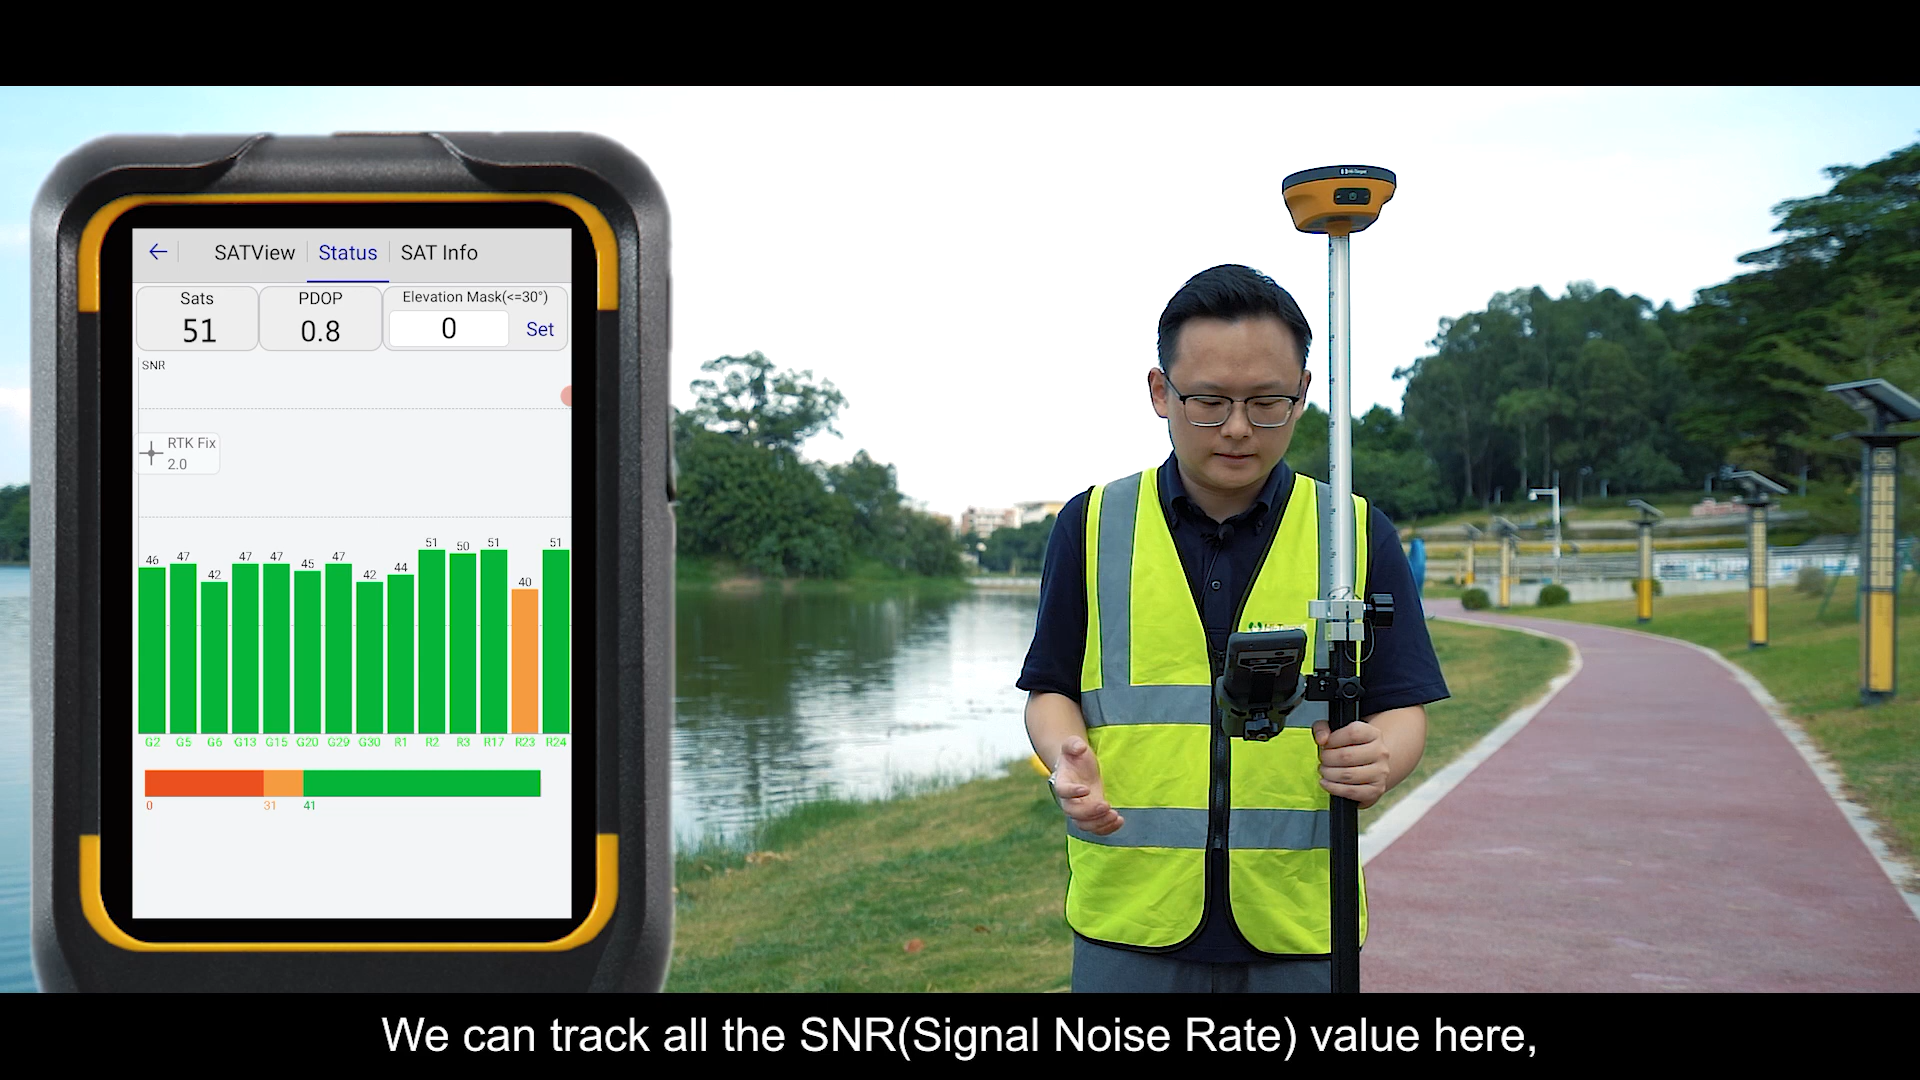 SATView Status SAT Info
Sats PDOP Elevation Mask(<=30°)
51 0.8 0 Set
SNR
RTK Fix
2.0
46 47 42 47 47 45 47 42 44 51 50 51 40 51
G2 G5 G6 G13 G15 G20 G29 G30 R1 R2 R3 R17 R23 R24
0 31 41
We can track all the SNR(Signal Noise Rate) value here,